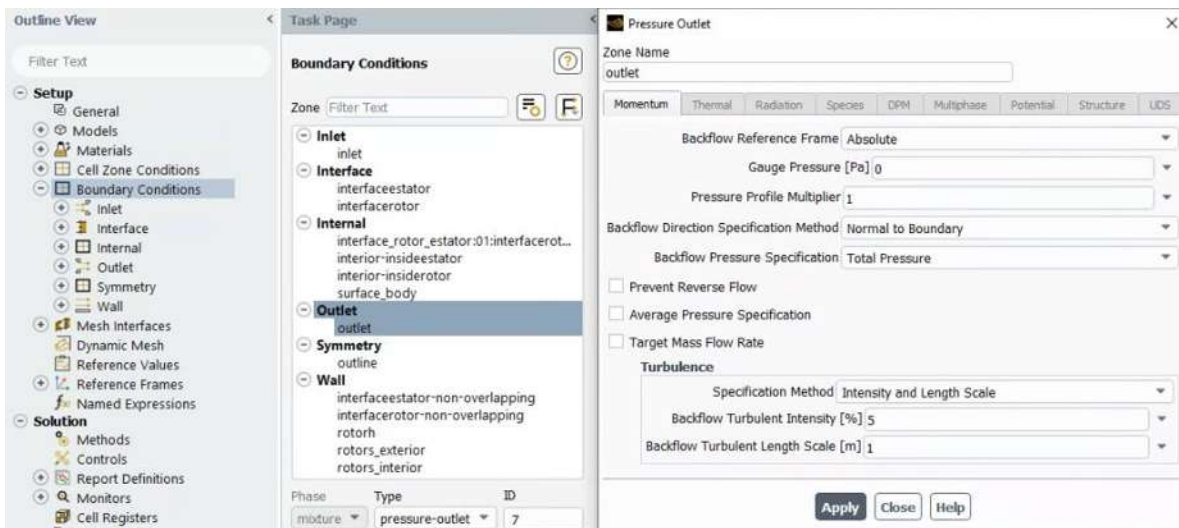 Outline View
Filter Text
Setup
General
Models
Materials
Cell Zone Conditions
Boundary Conditions
Inlet
Interface
Internal
Outlet
Symmetry
Wall
Mesh Interfaces
Dynamic Mesh
Reference Values
Reference Frames
Named Expressions
Solution
Methods
Controls
Report Definitions
Monitors
Cell Registers
Task Page
Boundary Conditions
Zone Filter Text
Inlet
inlet
Interface
interfaceestator
interfacerotor
Internal
interface_rotor_estator:01:interfacerot...
interior-insideestator
interior-insiderotor
surface_body
Outlet
outlet
Symmetry
outline
Wall
interfaceestator-non-overlapping
interfacerotor-non-overlapping
rotorh
rotors_exterior
rotors_interior
Phase Type ID
mixture pressure-outlet 7
Pressure Outlet
Zone Name
outlet
Momentum Thermal Radiation Species DPM Multiphase Potential Structure UDS
Backflow Reference Frame Absolute
Gauge Pressure [Pa] 0
Pressure Profile Multiplier 1
Backflow Direction Specification Method Normal to Boundary
Backflow Pressure Specification Total Pressure
Prevent Reverse Flow
Average Pressure Specification
Target Mass Flow Rate
Turbulence
Specification Method Intensity and Length Scale
Backflow Turbulent Intensity [%] 5
Backflow Turbulent Length Scale [m] 1
Apply Close Help